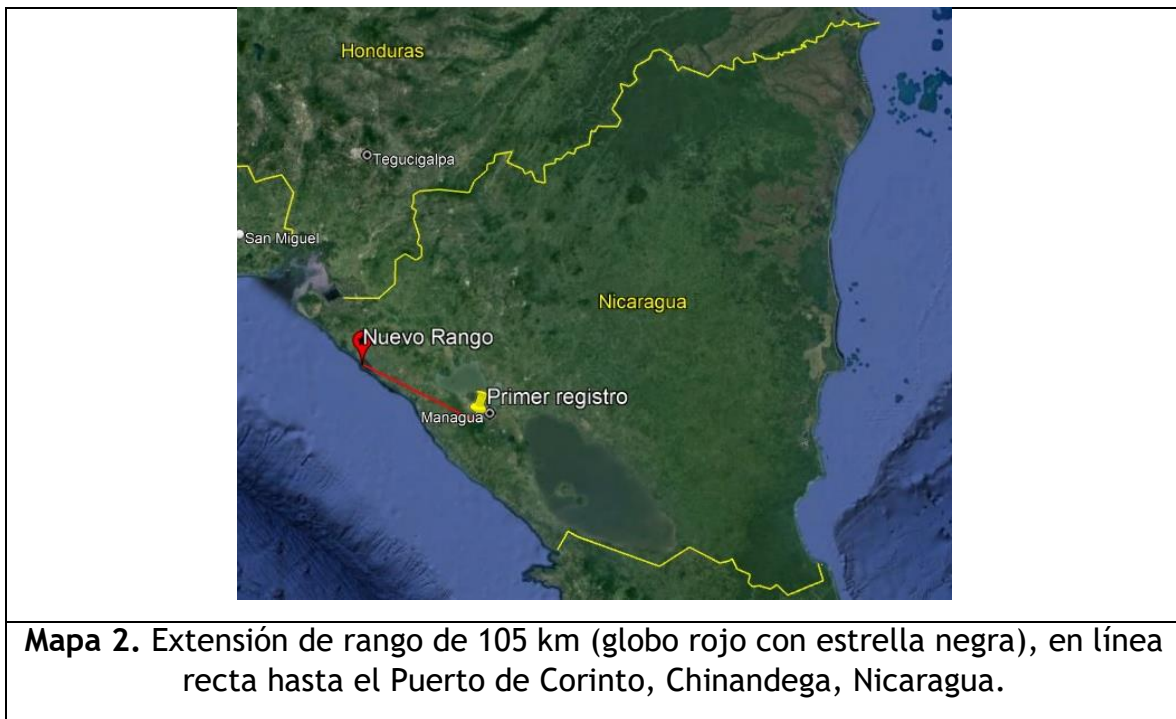 Honduras
Tegucigalpa
San Miguel
Nicaragua
Nuevo Rango
Primer registro
Managua
Mapa 2. Extensión de rango de 105 km (globo rojo con estrella negra), en línea
recta hasta el Puerto de Corinto, Chinandega, Nicaragua.